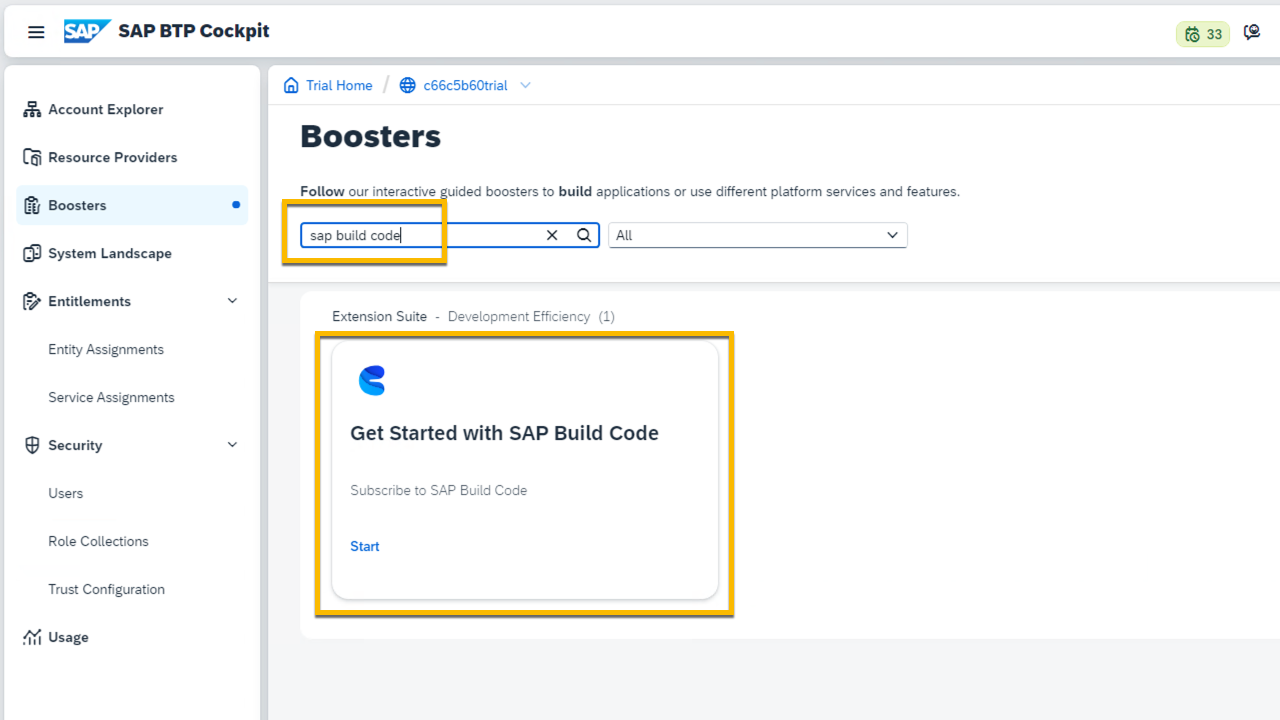 SAP SAP BTP Cockpit
33
Account Explorer
Resource Providers
Boosters
System Landscape
Entitlements
Entity Assignments
Service Assignments
Security
Users
Role Collections
Trust Configuration
Usage
Trial Home / c66c5b60trial
Boosters
Follow our interactive guided boosters to build applications or use different platform services and features.
sap build code
All
Extension Suite - Development Efficiency (1)
Get Started with SAP Build Code
Subscribe to SAP Build Code
Start